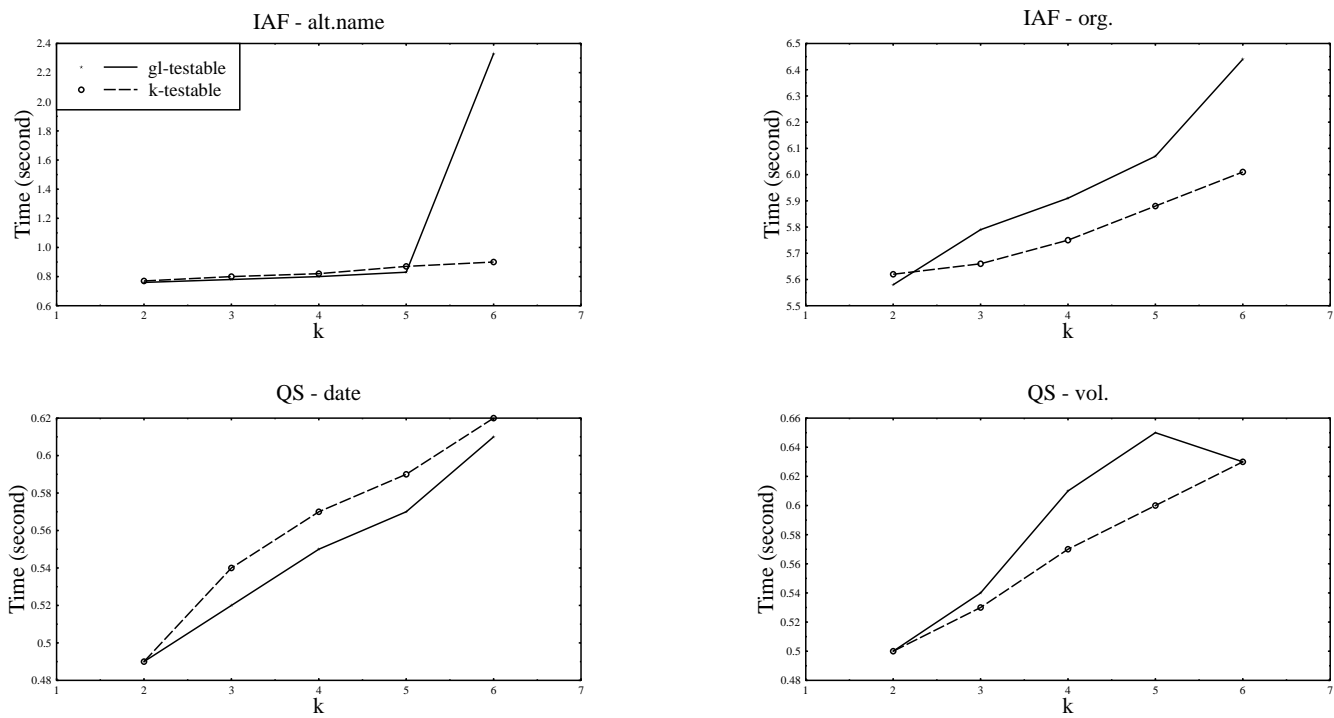 IAF - alt.name
2.4
2.2
2.0
1.8
1.6
1.4
1.2
1.0
0.8
0.6
Time (second)
gl-testable
k-testable
1 2 3 4 5 6 7
k
IAF - org.
6.5
6.4
6.3
6.2
6.1
6.0
5.9
5.8
5.7
5.6
5.5
Time (second)
1 2 3 4 5 6 7
k
QS - date
0.62
0.6
0.58
0.56
0.54
0.52
0.5
0.48
Time (second)
1 2 3 4 5 6 7
k
QS - vol.
0.66
0.64
0.62
0.6
0.58
0.56
0.54
0.52
0.5
0.48
Time (second)
1 2 3 4 5 6 7
k